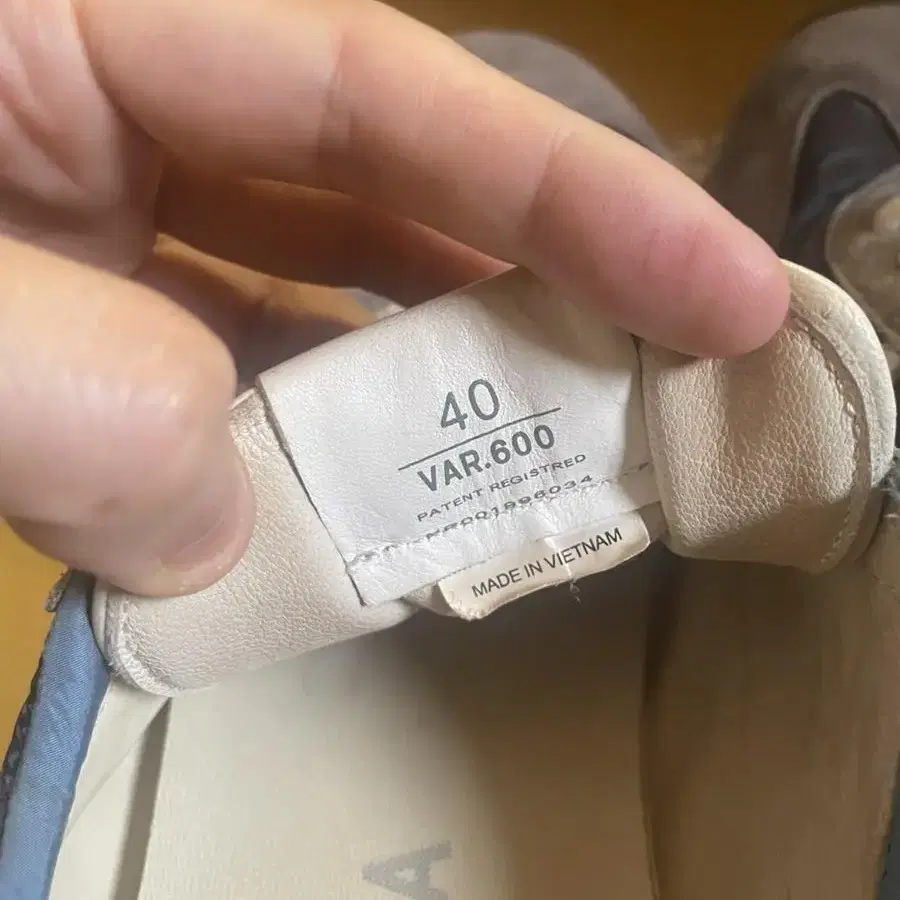 40
VAR.600
PATENT REGISTRED
MADE IN VIETNAM
A